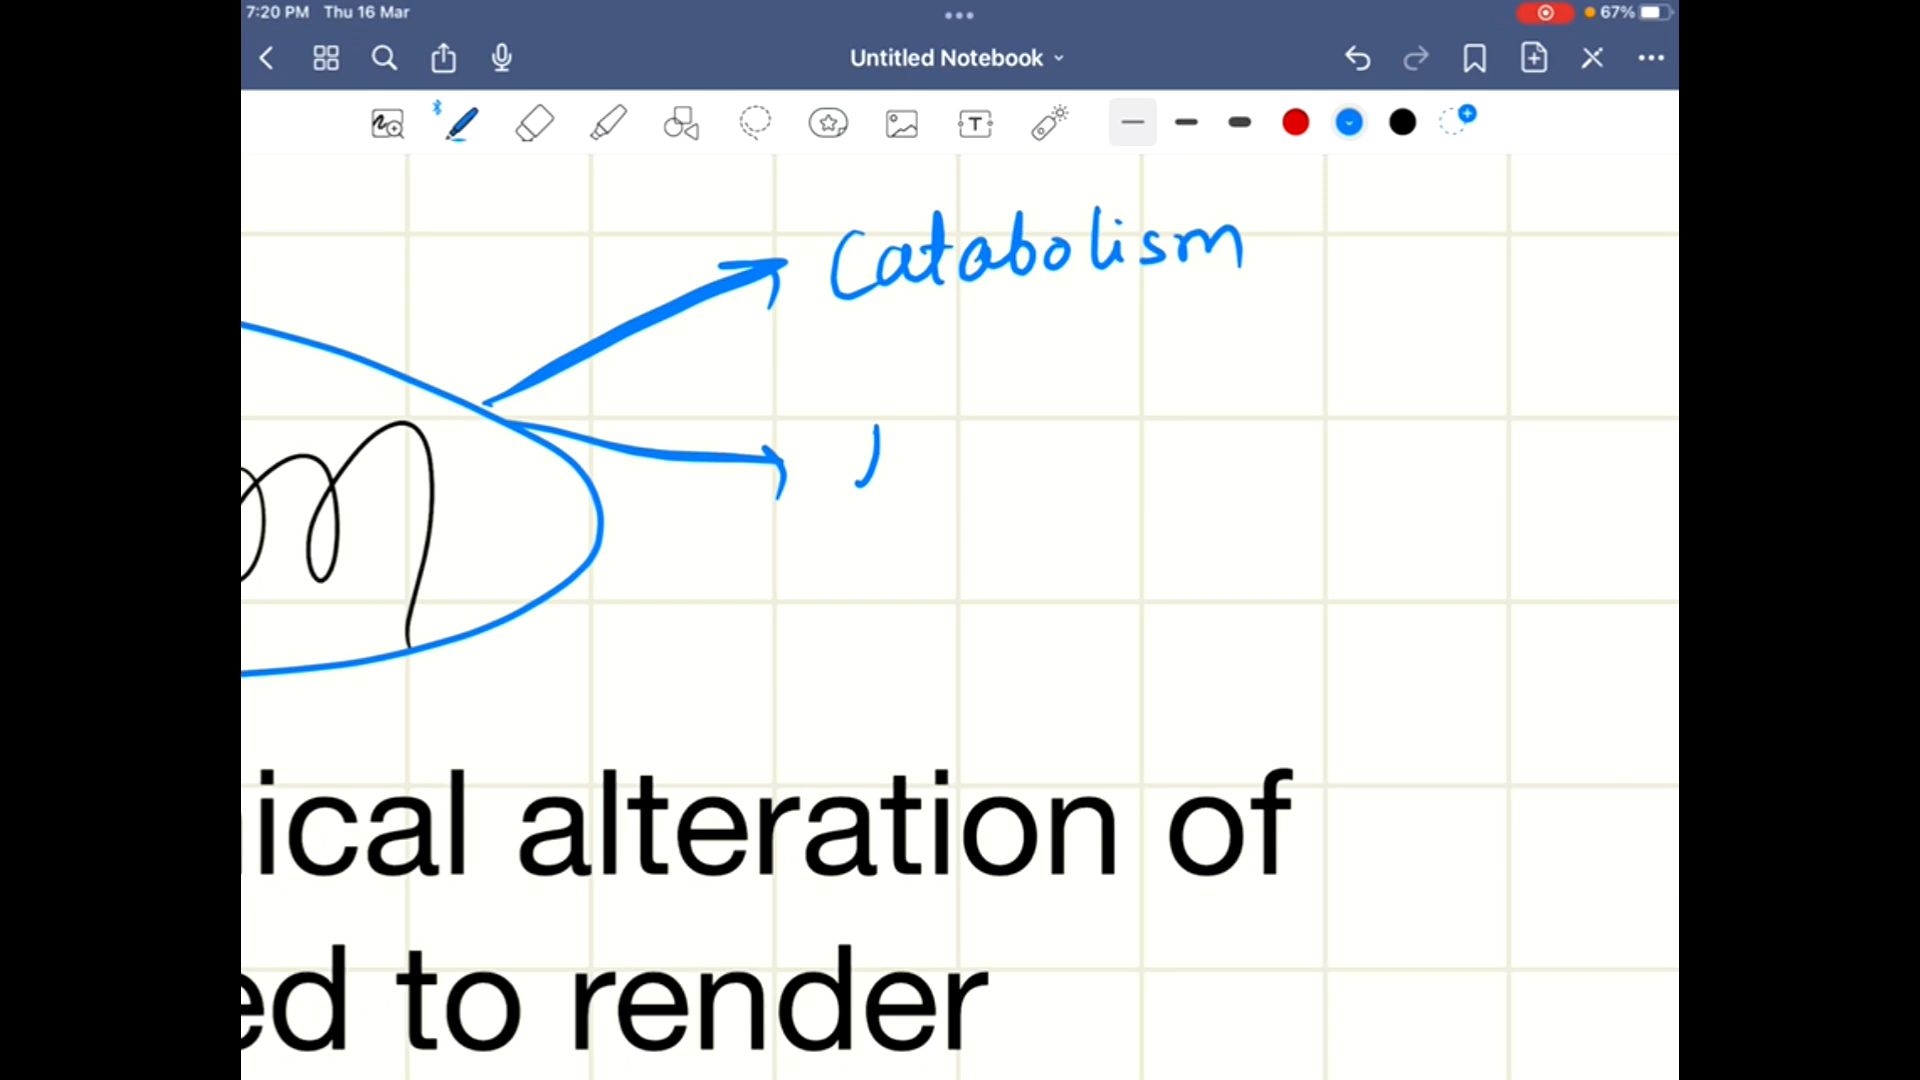 7:20 PM Thu 16 Mar
67%
Untitled Notebook
T
Catabolism
ical alteration of
ed to render